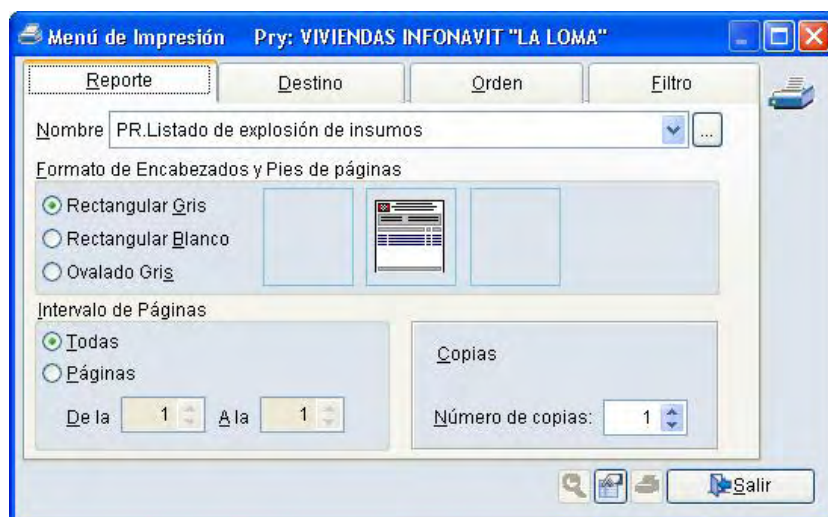 Menú de Impresión Pry: VIVIENDAS INFONAVIT "LA LOMA"
Reporte Destino Orden Filtro
Nombre PR.Listado de explosión de insumos ...
Formato de Encabezados y Pies de páginas
Rectangular Gris
Rectangular Blanco
Ovalado Gris
Intervalo de Páginas
Todas
Páginas
De la 1 A la 1
Copias
Número de copias: 1
Salir